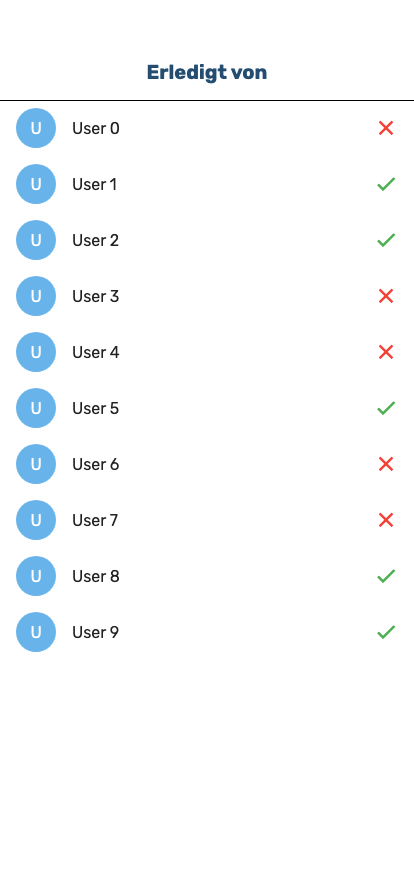 Erledigt von
U User 0
U User 1
U User 2
U User 3
U User 4
U User 5
U User 6
U User 7
U User 8
U User 9